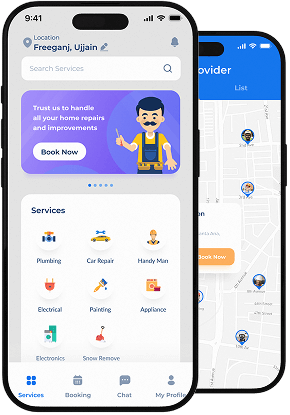 9:41
Location
Freeganj, Ujjain
Search Services
Trust us to handle
all your home repairs
and improvements
Book Now
Services
Plumbing
Car Repair
Handy Man
Electrical
Painting
Appliance
Electronics
Snow Remove
Services
Booking
Chat
My Profile
ovider
List
on
Book Now